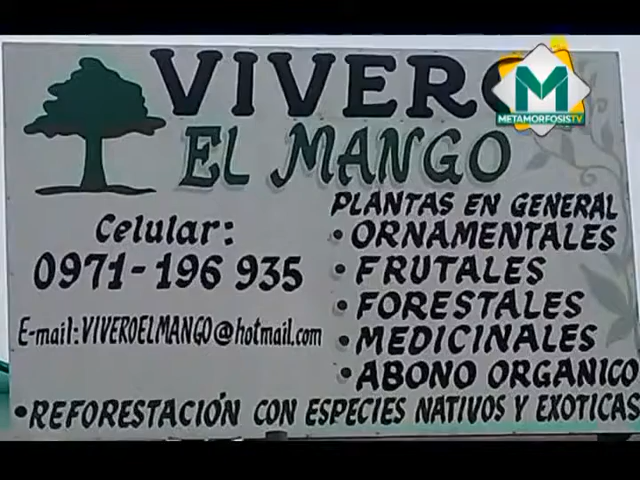 VIVERO
METAMORFOSISTV
EL MANGO
PLANTAS EN GENERAL
Celular:
0971-196 935
• ORNAMENTALES
• FRUTALES
• FORESTALES
E-mail: VIVEROELMANGO@hotmail.com
• MEDICINALES
• ABONO ORGANICO
• REFORESTACIÓN CON ESPECIES NATIVOS Y EXOTICAS